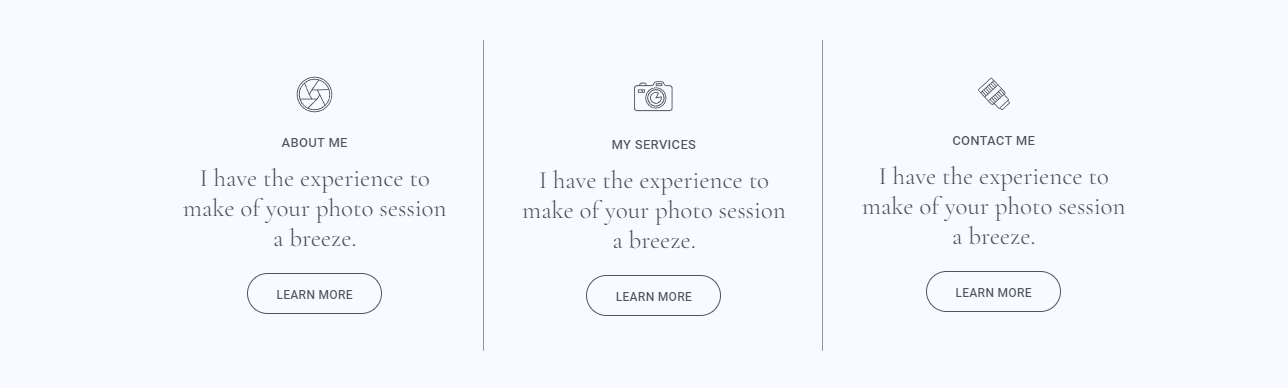 ABOUT ME
I have the experience to
make of your photo session
a breeze.
LEARN MORE
MY SERVICES
I have the experience to
make of your photo session
a breeze.
LEARN MORE
CONTACT ME
I have the experience to
make of your photo session
a breeze.
LEARN MORE